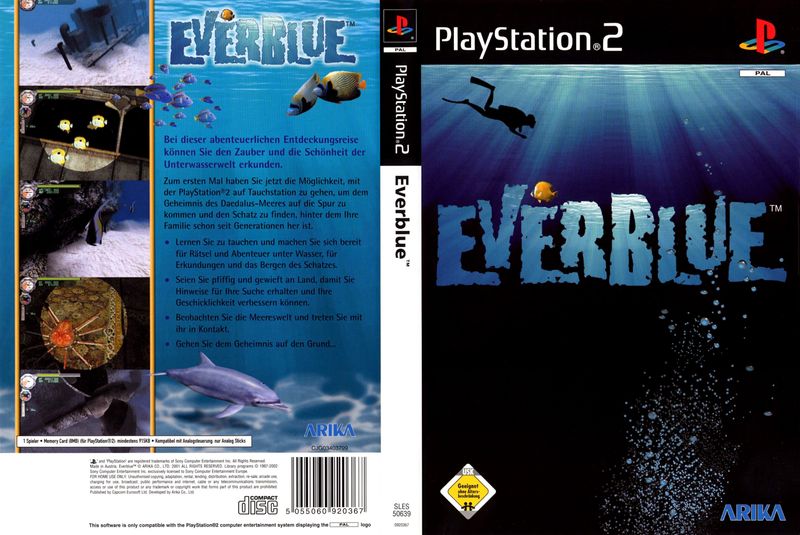 EVERBLUE™
Bei dieser abenteuerlichen Entdeckungsreise
können Sie den Zauber und die Schönheit der
Unterwasserwelt erkunden.
Zum ersten Mal haben Sie jetzt die Möglichkeit, mit
der PlayStation®2 auf Tauchstation zu gehen, um dem
Geheimnis des Daedalus-Meeres auf die Spur zu
kommen und den Schatz zu finden, hinter dem Ihre
Familie schon seit Generationen her ist.
• Lernen Sie zu tauchen und machen Sie sich bereit
für Rätsel und Abenteuer unter Wasser, für
Erkundungen und das Bergen des Schatzes.
• Seien Sie pfiffig und gewieft an Land, damit Sie
Hinweise für Ihre Suche erhalten und Ihre
Geschicklichkeit verbessern können.
• Beobachten Sie die Meereswelt und treten Sie mit
ihr in Kontakt.
• Gehen Sie dem Geheimnis auf den Grund...
ARIKA
1 Spieler • Memory Card (8MB) (für PlayStation®2): mindestens 915KB • Kompatibel mit Analogsteuerung: nur Analog Sticks
COMPACT
disc
5 055060 920367
This software is only compatible with the PlayStation®2 computer entertainment system displaying the PAL logo
PAL
PlayStation®2
Everblue™
SLES
50639
0920367
PlayStation®2
PAL
EVERBLUE™
USK
Geeignet
ohne Alters-
beschränkung
ARIKA